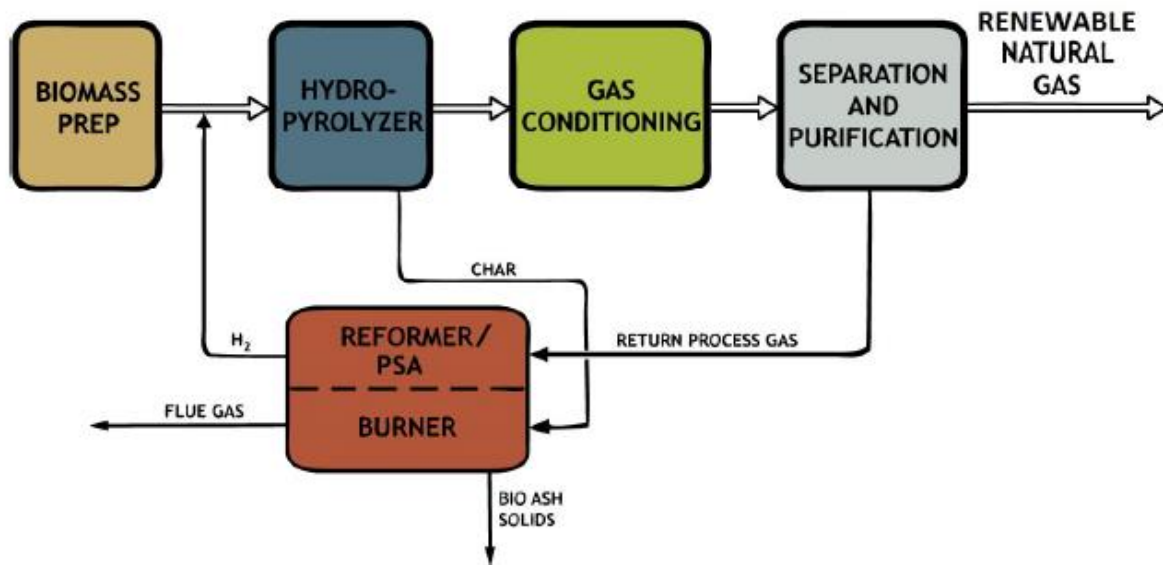 BIOMASS
PREP
HYDRO-
PYROLYZER
GAS
CONDITIONING
SEPARATION
AND
PURIFICATION
RENEWABLE
NATURAL
GAS
CHAR
H₂
REFORMER/
PSA
BURNER
RETURN PROCESS GAS
FLUE GAS
BIO ASH
SOLIDS